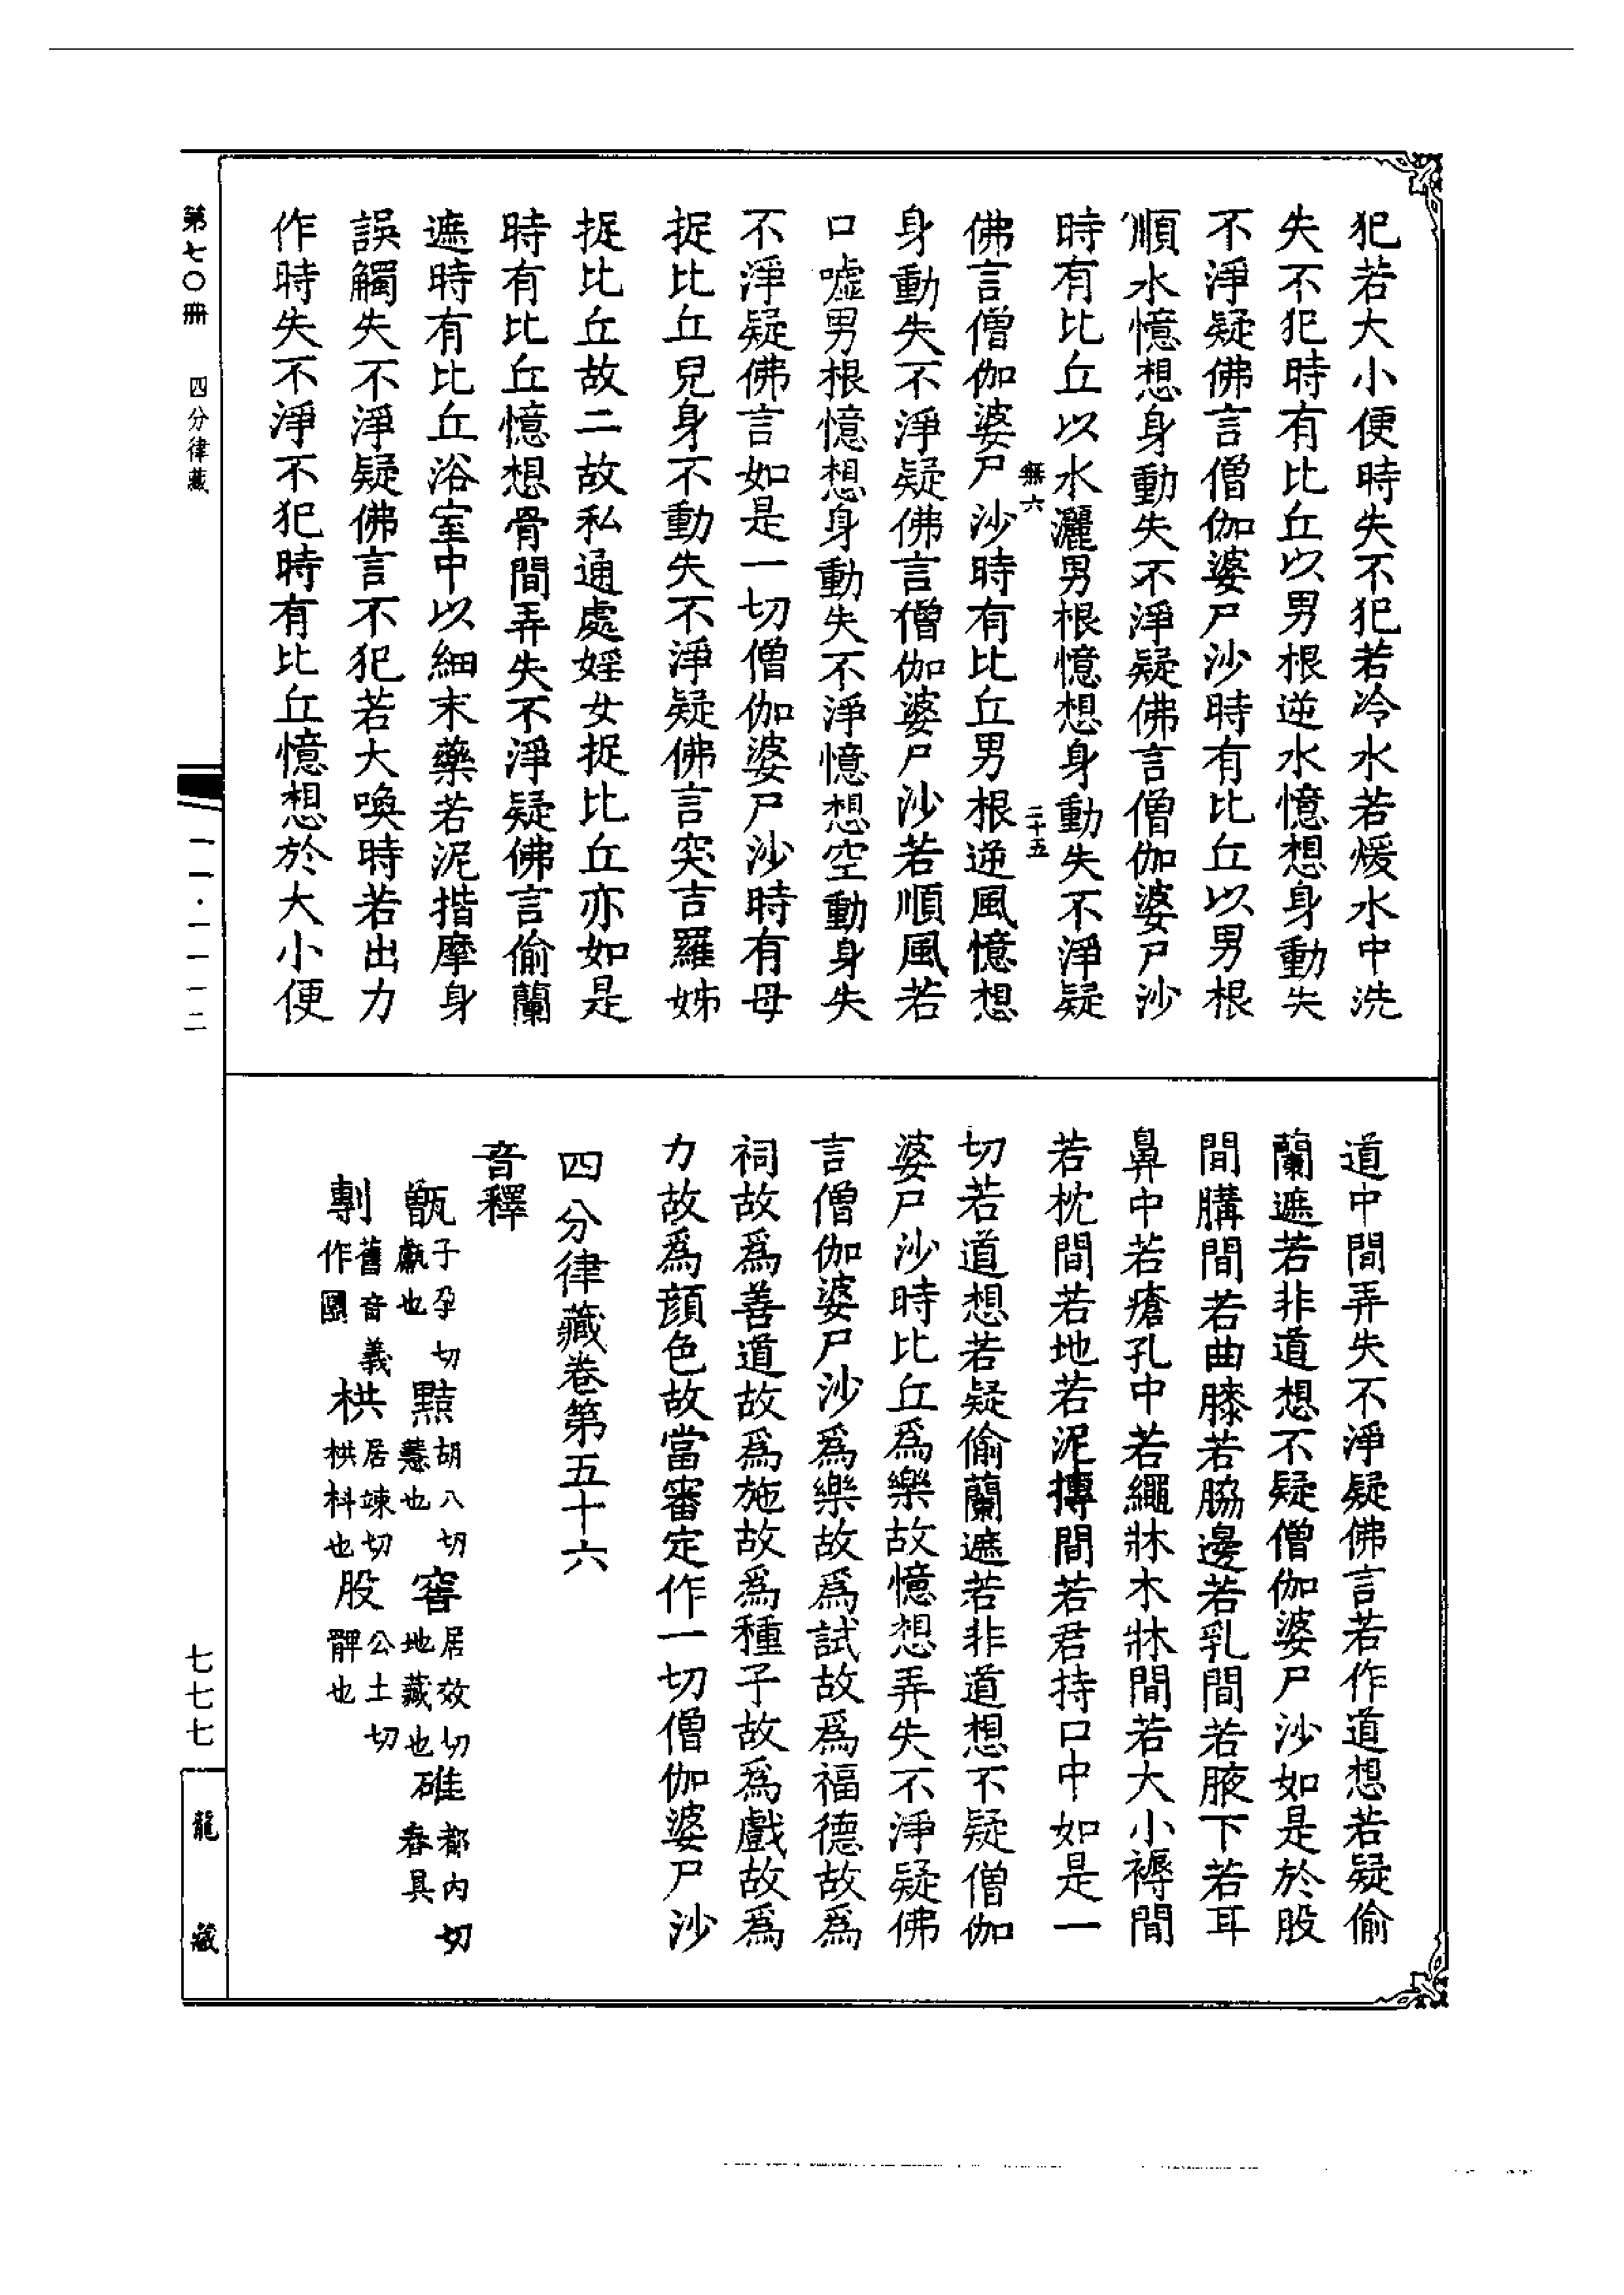 犯若大小便時失不犯若冷水若煖水中洗
失不犯時有比丘以男根逆水憶想身動失
不淨疑佛言僧伽婆尸沙時有比丘以男根
順水憶想身動失不淨疑佛言僧伽婆尸沙
時有比丘以水灑男根憶想身動失不淨疑
無六 二十五
佛言僧伽婆尸沙時有比丘男根逆風憶想
身動失不淨疑佛言僧伽婆尸沙若順風若
口噓男根憶想身動失不淨憶想空動身失
不淨疑佛言如是一切僧伽婆尸沙時有母
捉比丘兒身不動失不淨疑佛言突吉羅姊
捉比丘故二故私通處婬女捉比丘亦如是
時有比丘憶想骨間弄失不淨疑佛言偷蘭
遮時有比丘浴室中以細末藥若泥揩摩身
誤觸失不淨疑佛言不犯若大喚時若出力
作時失不淨不犯時有比丘憶想於大小便
道中間弄失不淨疑佛言若作道想若疑偷
蘭遮若非道想不疑僧伽婆尸沙如是於股
間膞間若曲膝若脇邊若乳間若腋下若耳
鼻中若瘡孔中若繩牀木牀間若大小褥間
若枕間若地若泥摶間若君持口中如是一
切若道想若疑偷蘭遮若非道想不疑僧伽
婆尸沙時比丘爲樂故憶想弄失不淨疑佛
言僧伽婆尸沙爲樂故爲試故爲福德故爲
祠故爲善道故爲施故爲種子故爲戲故爲
力故爲顔色故當審定作一切僧伽婆尸沙
四分律藏卷第五十六
音釋
甑子孕切甗也 黠胡八切慧也 窖居效切地藏也 碓都內切舂具
剸舊音義作團 栱居竦切栱枓也 股公土切髀也
第七〇冊 四分律藏
一一·一一一二
七七七
龍藏